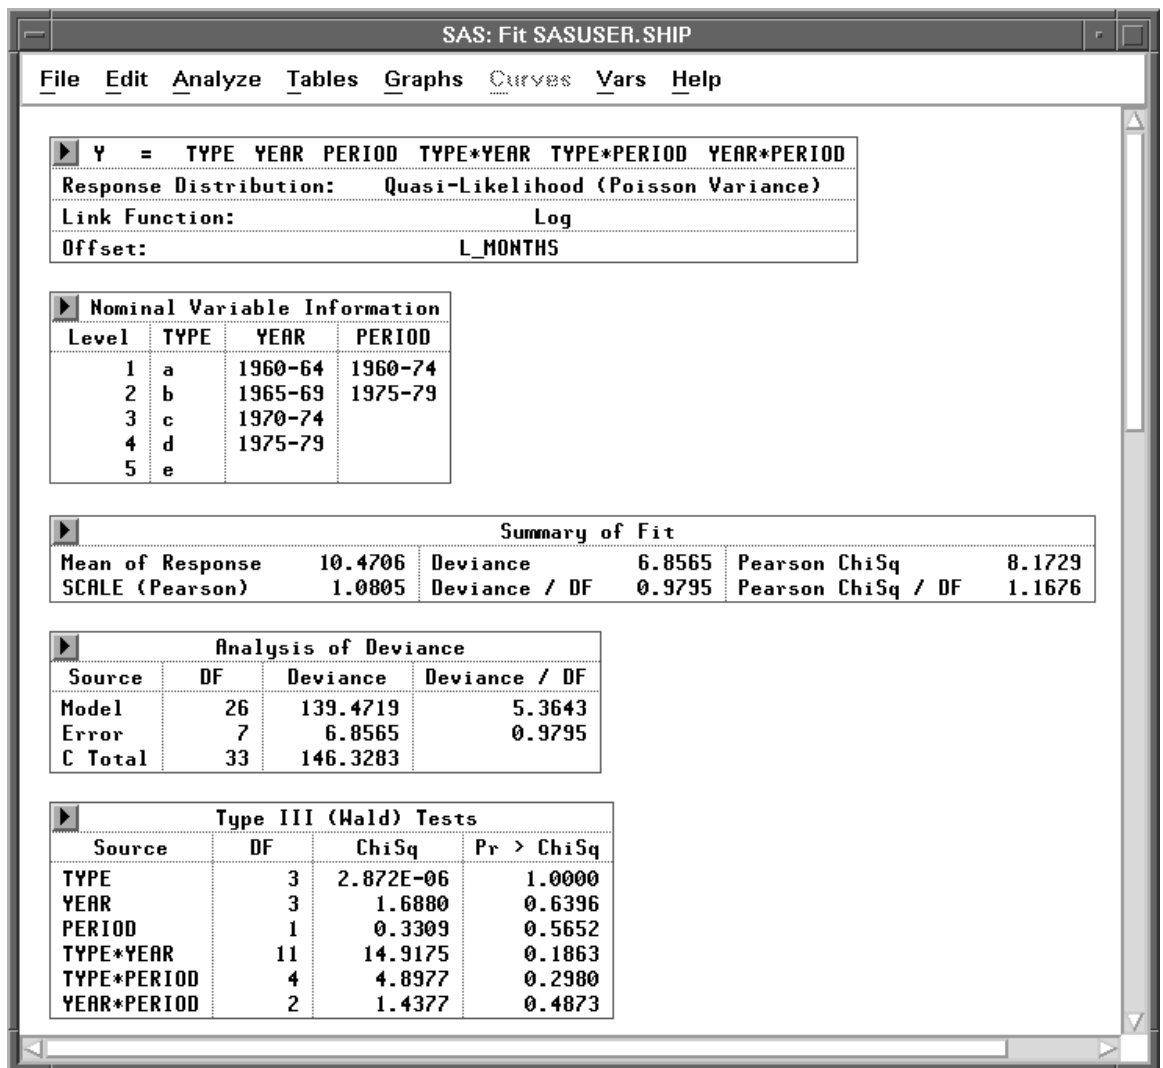 SAS: Fit SASUSER.SHIP
File Edit Analyze Tables Graphs Curves Vars Help
Y = TYPE YEAR PERIOD TYPE*YEAR TYPE*PERIOD YEAR*PERIOD
Response Distribution: Quasi-Likelihood (Poisson Variance)
Link Function: Log
Offset: L_MONTHS
Nominal Variable Information
Level TYPE YEAR PERIOD
1 a 1960-64 1960-74
2 b 1965-69 1975-79
3 c 1970-74
4 d 1975-79
5 e
Summary of Fit
Mean of Response 10.4706 Deviance 6.8565 Pearson ChiSq 8.1729
SCALE (Pearson) 1.0805 Deviance / DF 0.9795 Pearson ChiSq / DF 1.1676
Analysis of Deviance
Source DF Deviance Deviance / DF
Model 26 139.4719 5.3643
Error 7 6.8565 0.9795
C Total 33 146.3283
Type III (Wald) Tests
Source DF ChiSq Pr > ChiSq
TYPE 3 2.872E-06 1.0000
YEAR 3 1.6880 0.6396
PERIOD 1 0.3309 0.5652
TYPE*YEAR 11 14.9175 0.1863
TYPE*PERIOD 4 4.8977 0.2980
YEAR*PERIOD 2 1.4377 0.4873